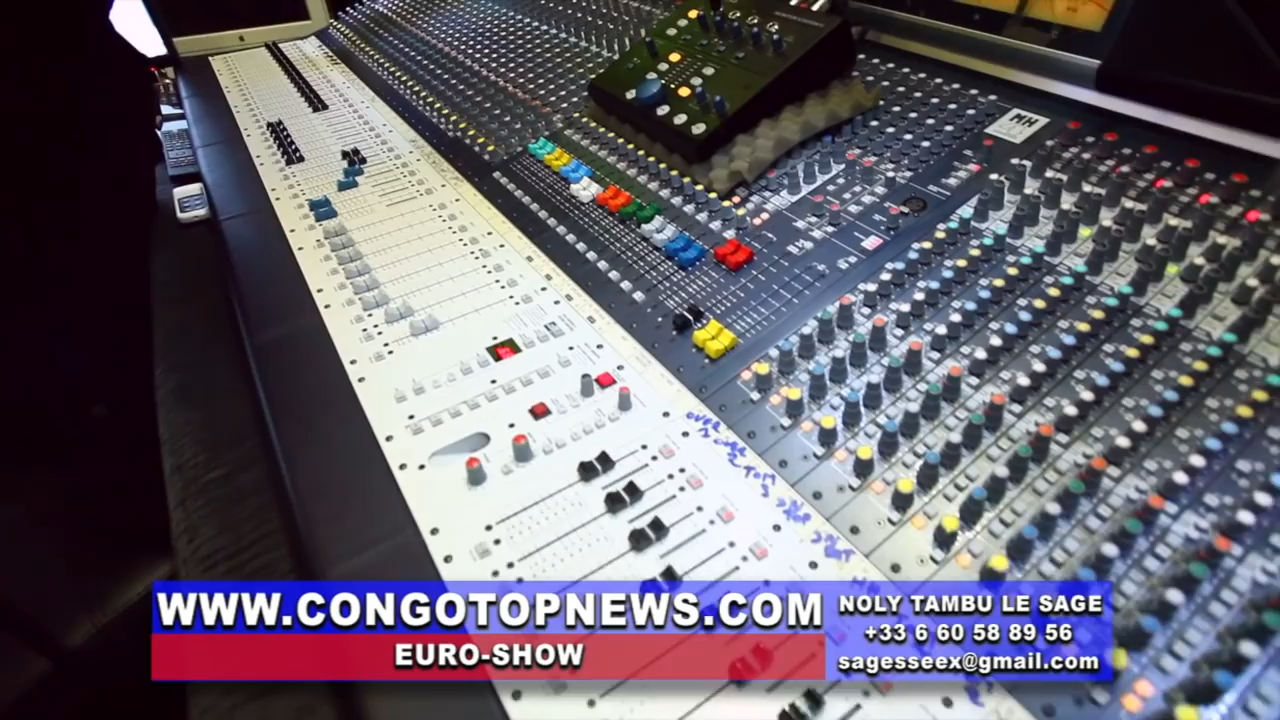 MH
WWW.CONGOTOPNEWS.COM
EURO-SHOW
NOLY TAMBU LE SAGE
+33 6 60 58 89 56
sagesseex@gmail.com